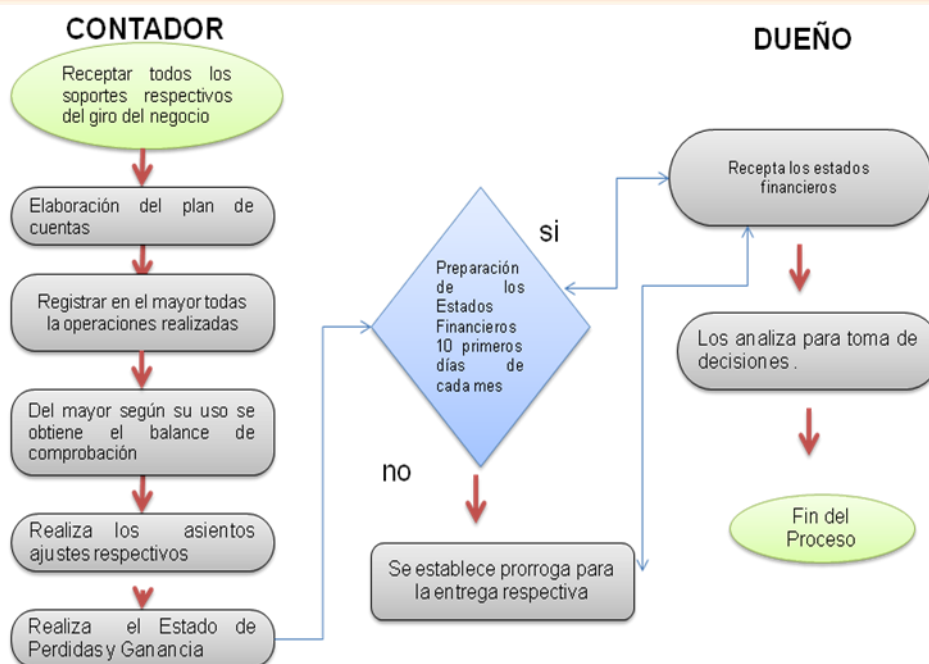 CONTADOR
Receptar todos los
soportes respectivos
del giro del negocio
Elaboración del plan de
cuentas
Registrar en el mayor todas
la operaciones realizadas
Del mayor según su uso se
obtiene el balance de
comprobación
Realiza los asientos
ajustes respectivos
Realiza el Estado de
Perdidas y Ganancia
si
Preparación
de los
Estados
Financieros
10 primeros
días de
cada mes
no
Se establece prorroga para
la entrega respectiva
DUEÑO
Recepta los estados
financieros
Los analiza para toma de
decisiones .
Fin del
Proceso